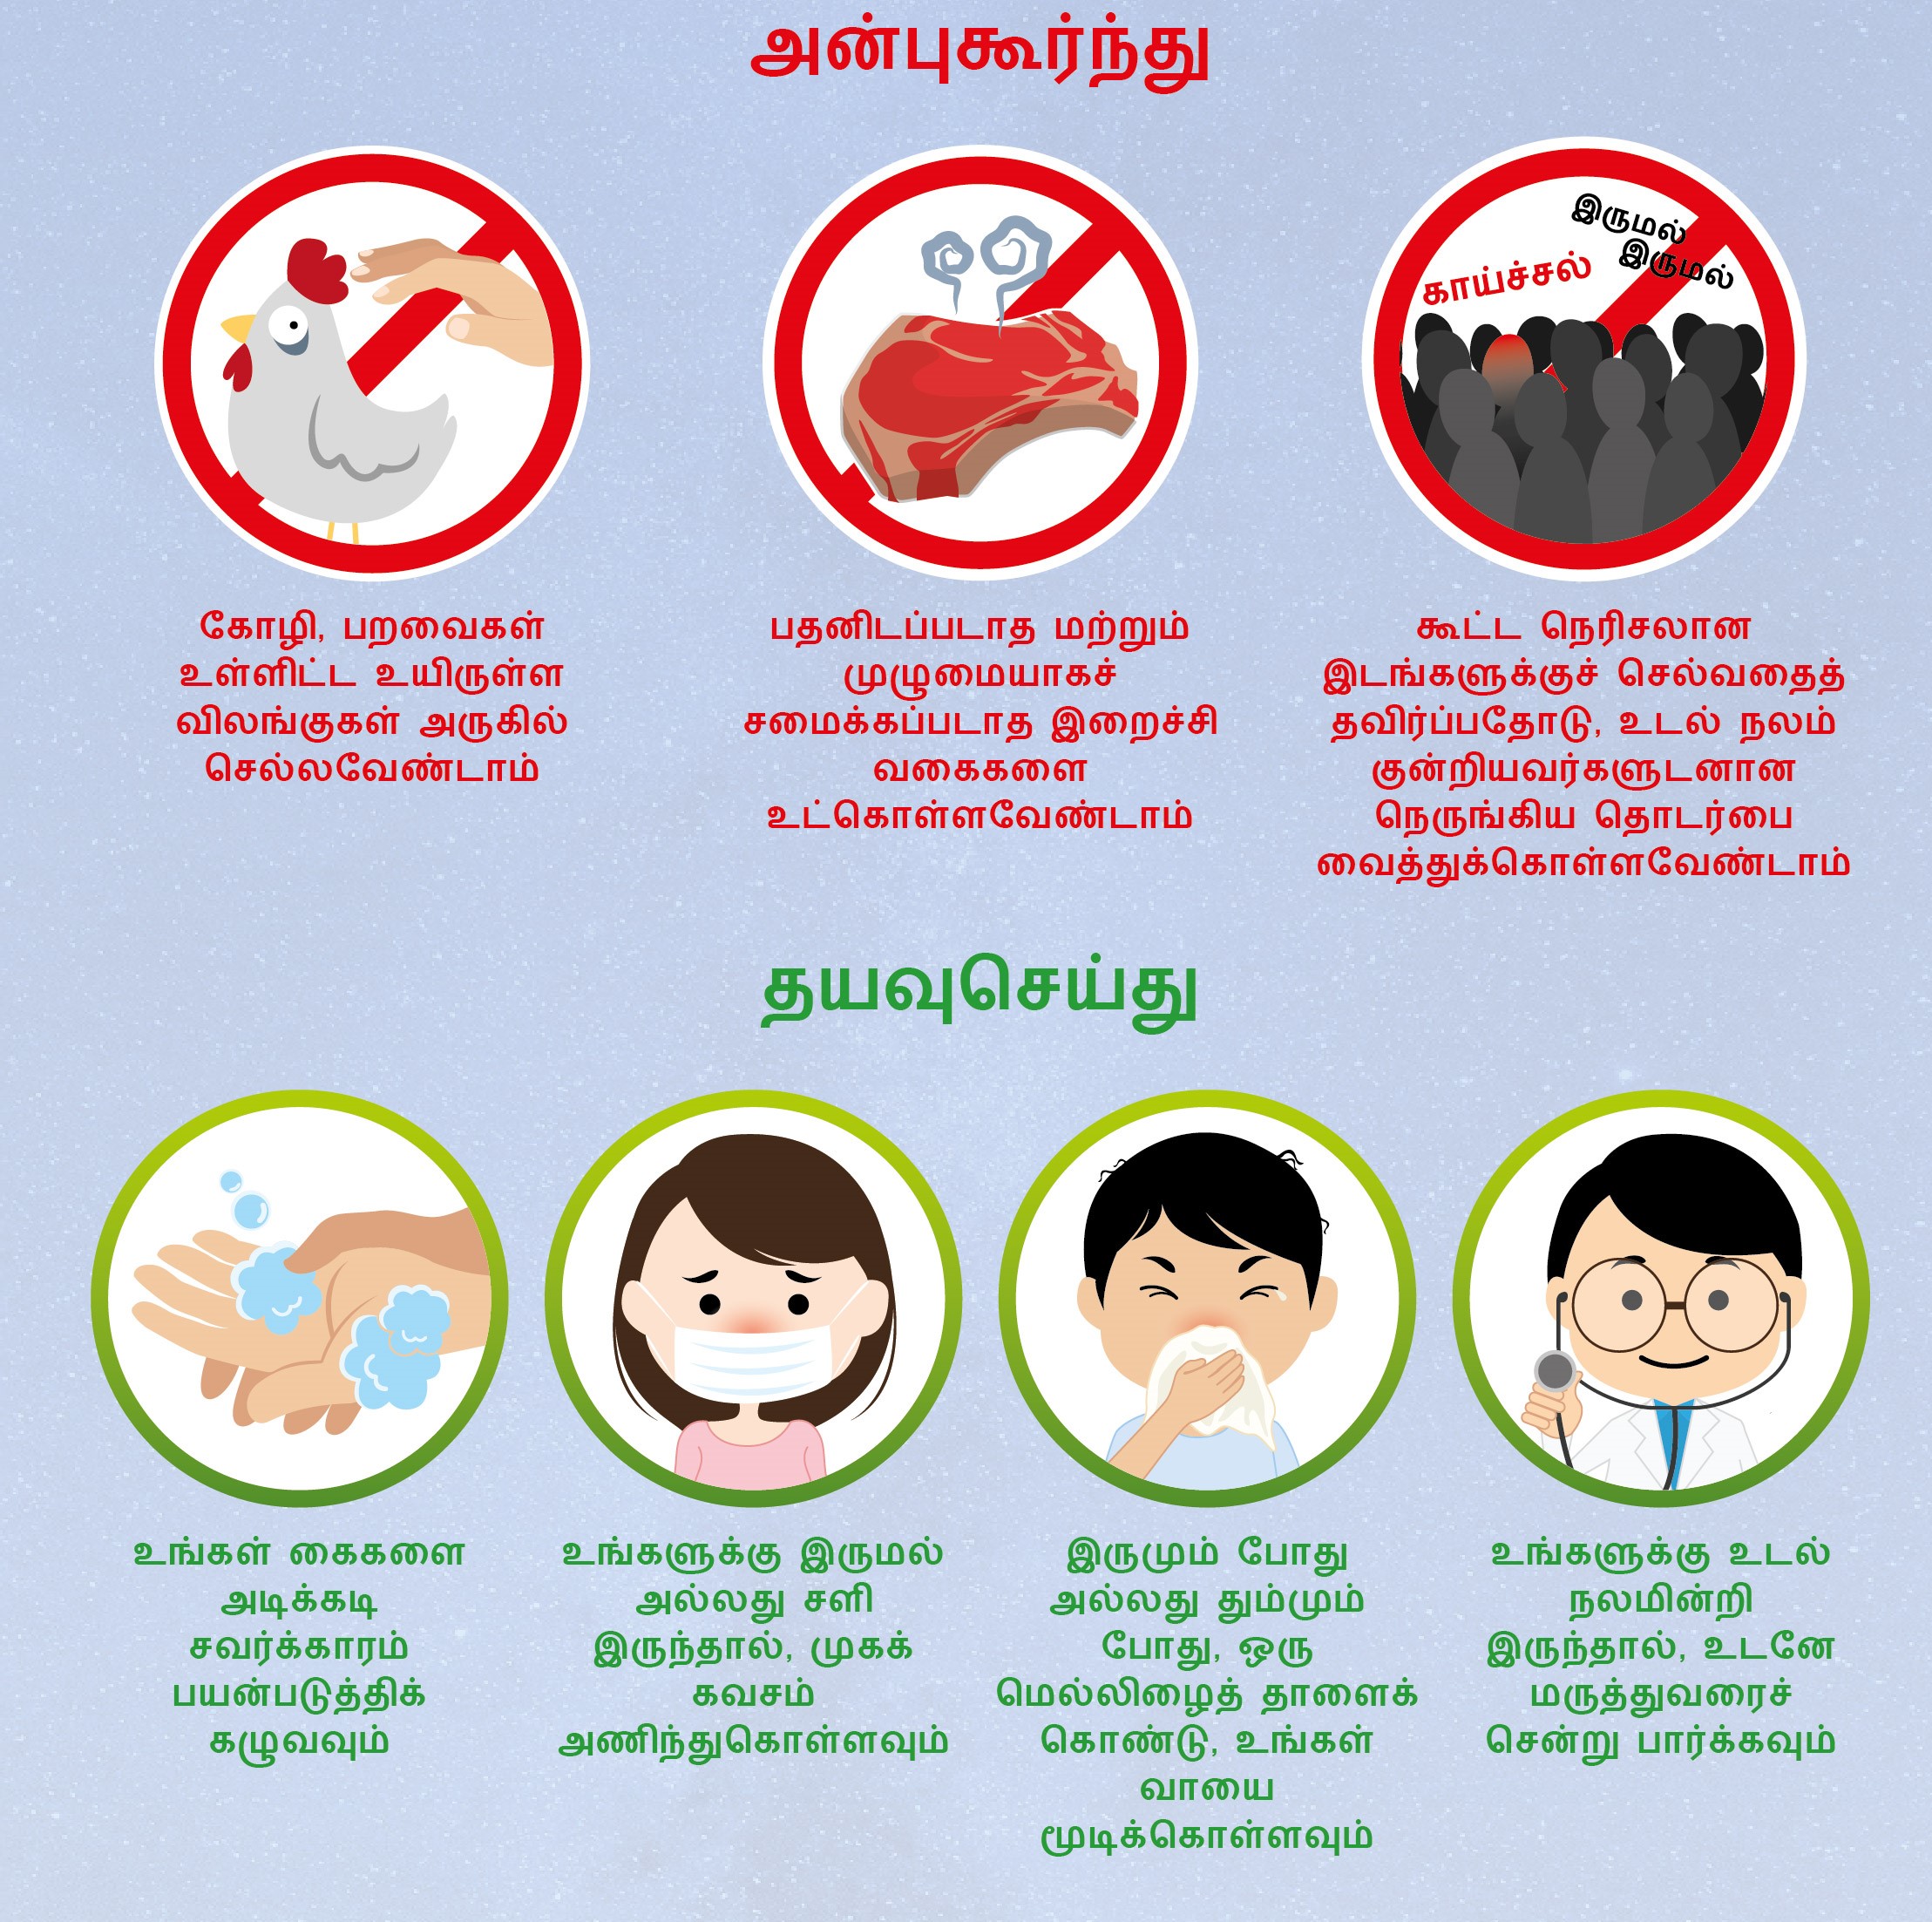 அன்புகூர்ந்து
இருமல்
இருமல்
காய்ச்சல்
கோழி, பறவைகள்
உள்ளிட்ட உயிருள்ள
விலங்குகள் அருகில்
செல்லவேண்டாம்
பதனிடப்படாத மற்றும்
முழுமையாகச்
சமைக்கப்படாத இறைச்சி
வகைகளை
உட்கொள்ளவேண்டாம்
கூட்ட நெரிசலான
இடங்களுக்குச் செல்வதைத்
தவிர்ப்பதோடு, உடல் நலம்
குன்றியவர்களுடனான
நெருங்கிய தொடர்பை
வைத்துக்கொள்ளவேண்டாம்
தயவுசெய்து
உங்கள் கைகளை
அடிக்கடி
சவர்க்காரம்
பயன்படுத்திக்
கழுவவும்
உங்களுக்கு இருமல்
அல்லது சளி
இருந்தால், முகக்
கவசம்
அணிந்துகொள்ளவும்
இருமும் போது
அல்லது தும்மும்
போது, ஒரு
மெல்லிழைத் தாளைக்
கொண்டு, உங்கள்
வாயை
மூடிக்கொள்ளவும்
உங்களுக்கு உடல்
நலமின்றி
இருந்தால், உடனே
மருத்துவரைச்
சென்று பார்க்கவும்